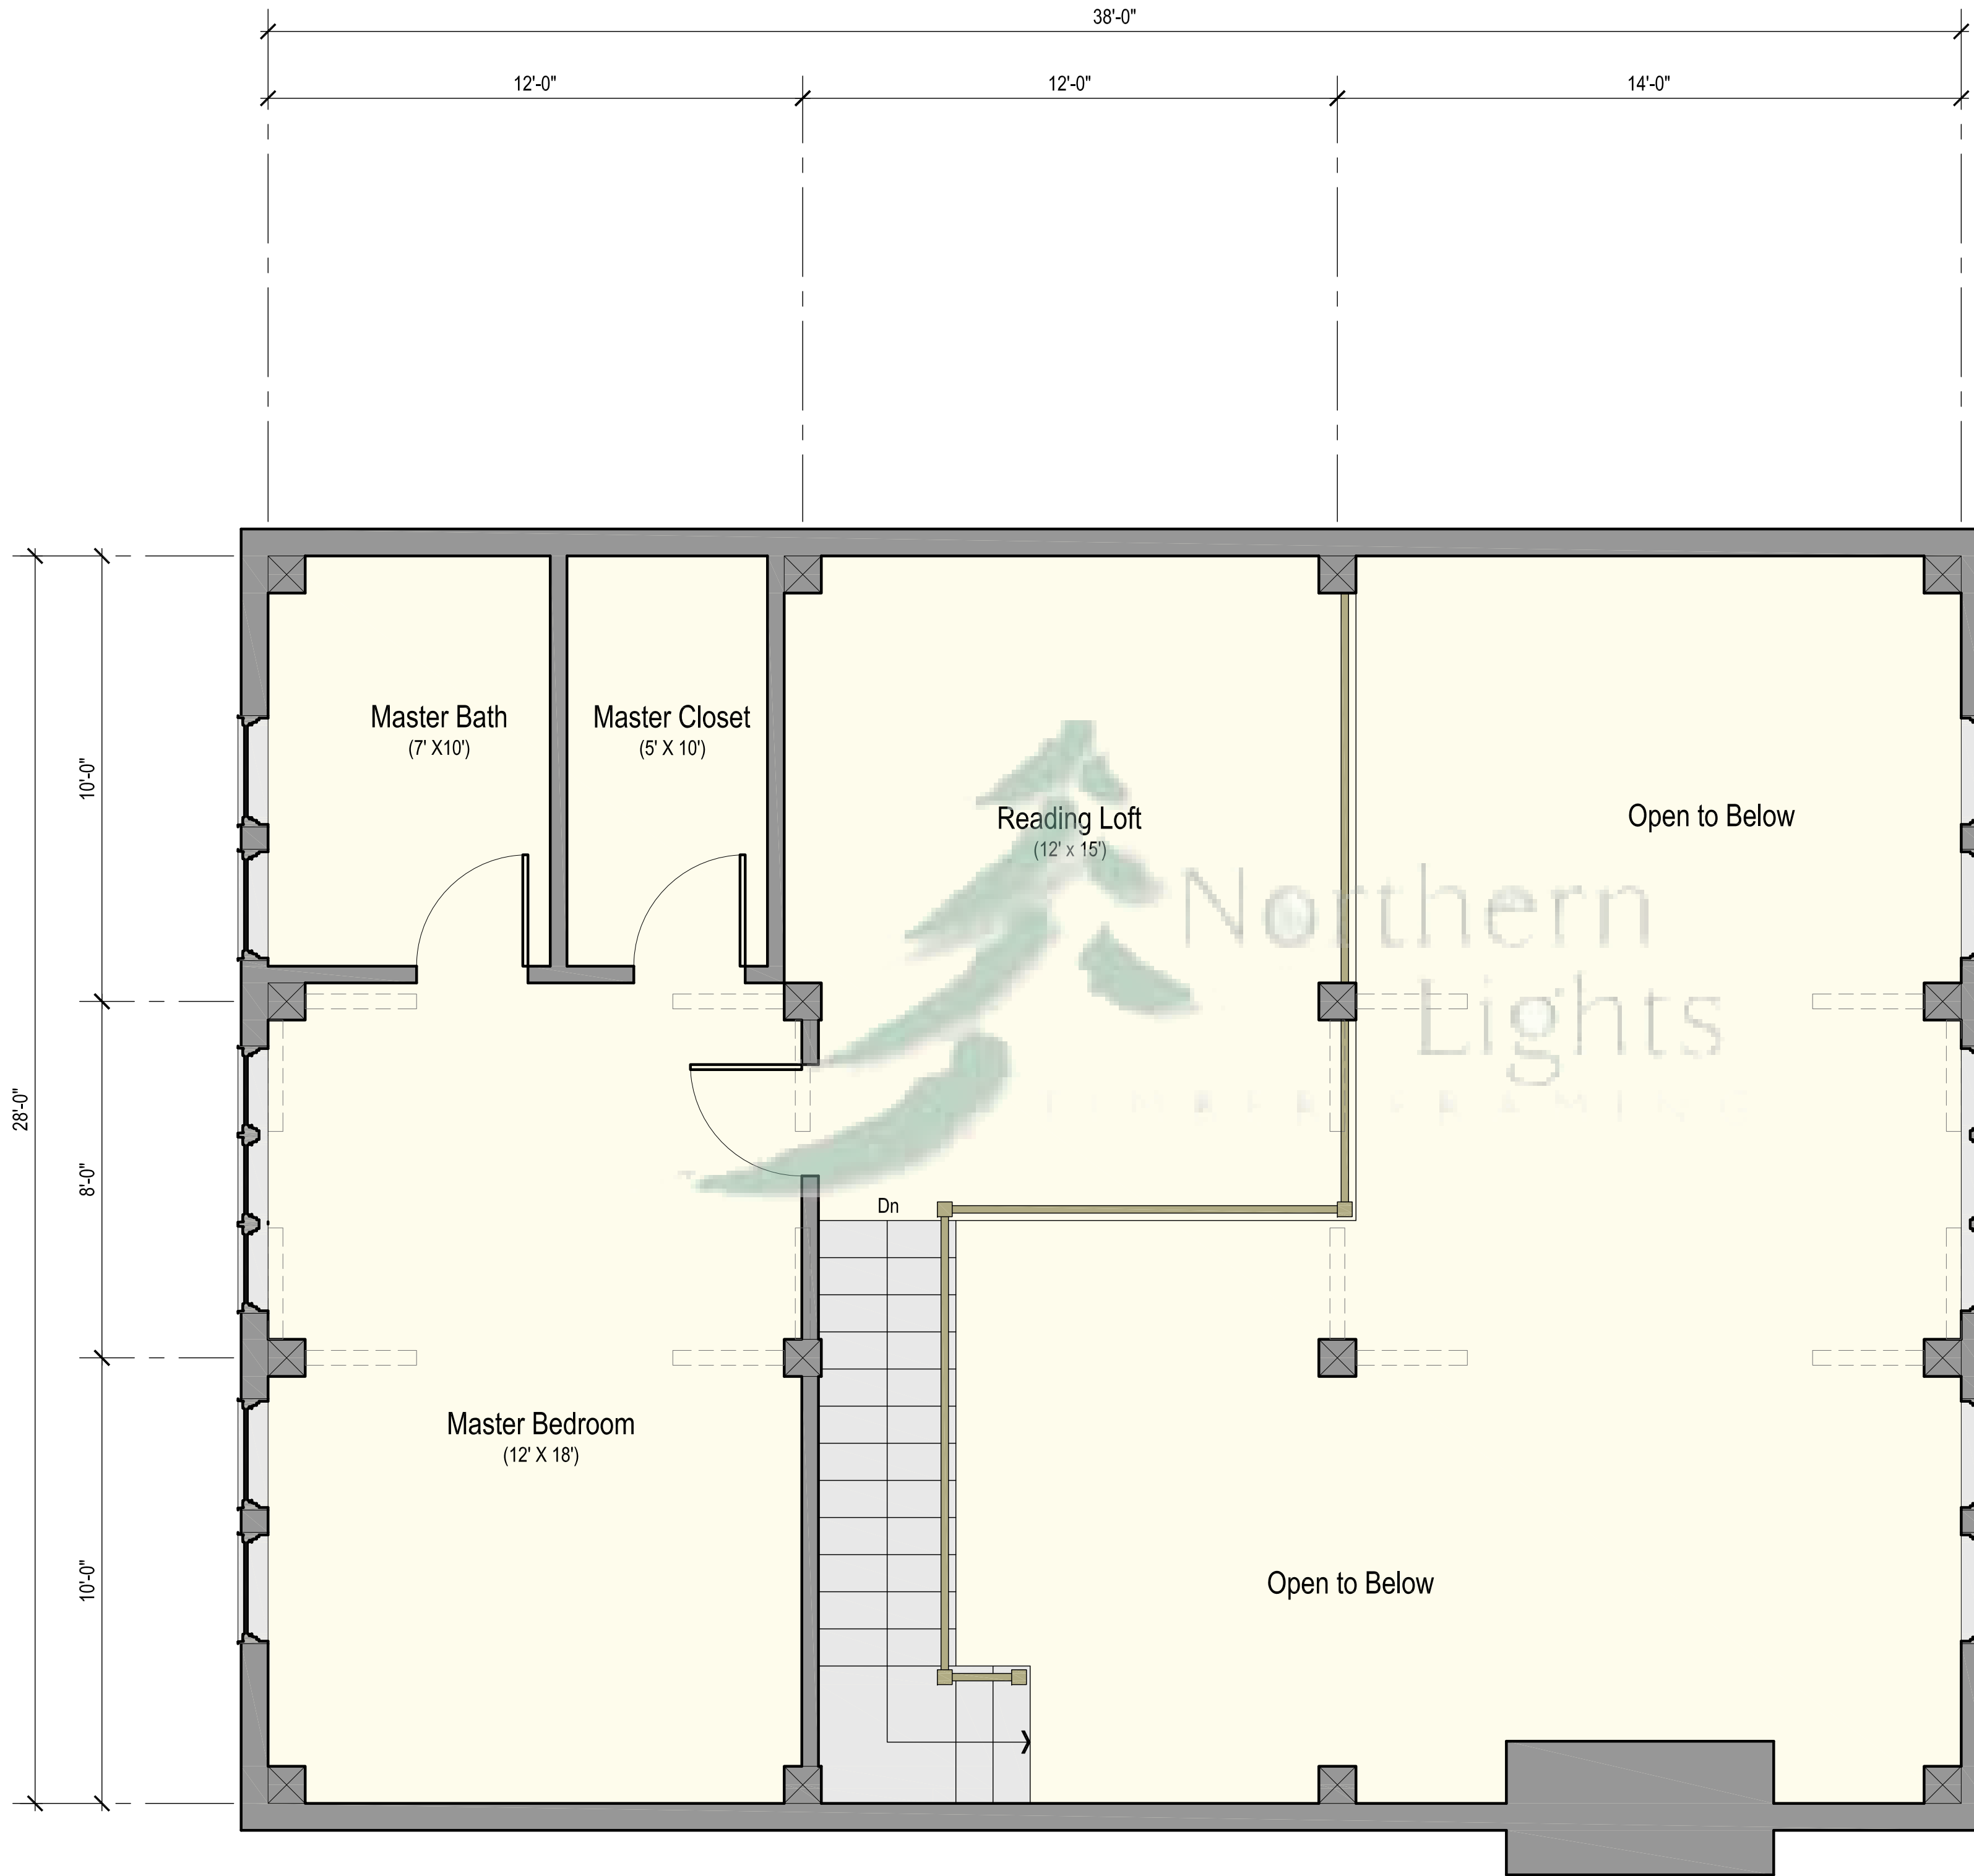 38'-0"
12'-0"
12'-0"
14'-0"
Master Bath
(7' X10')
Master Closet
(5' X 10')
Reading Loft
(12' x 15')
Open to Below
10'-0"
Northern
Lights
TIMBER FRAMING
28'-0"
8'-0"
Dn
Master Bedroom
(12' X 18')
10'-0"
Open to Below